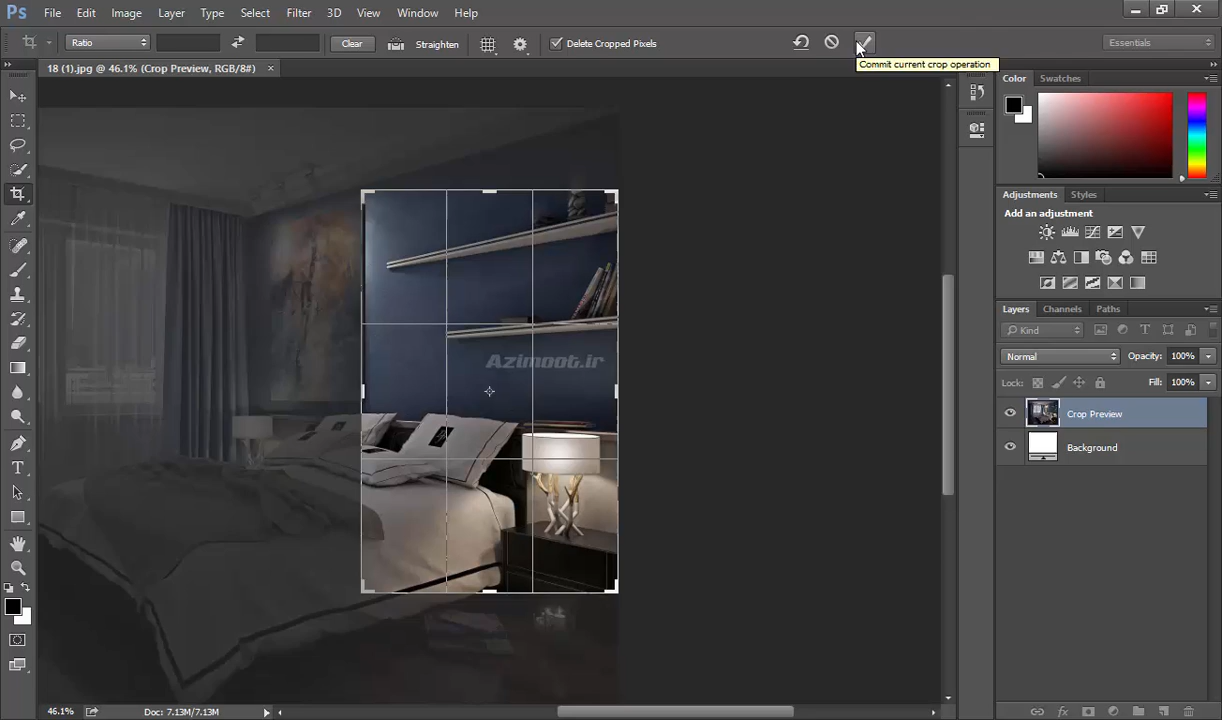 Ps File Edit Image Layer Type Select Filter 3D View Window Help
Ratio Clear Straighten Delete Cropped Pixels Essentials
Commit current crop operation
18 (1).jpg @ 46.1% (Crop Preview, RGB/8#) ×
Color Swatches
Adjustments Styles
Add an adjustment
Layers Channels Paths
Kind
Normal Opacity: 100%
Lock: Fill: 100%
Crop Preview
Background
Azimoot.ir
T
46.1% Doc: 7.13M/7.13M
fx